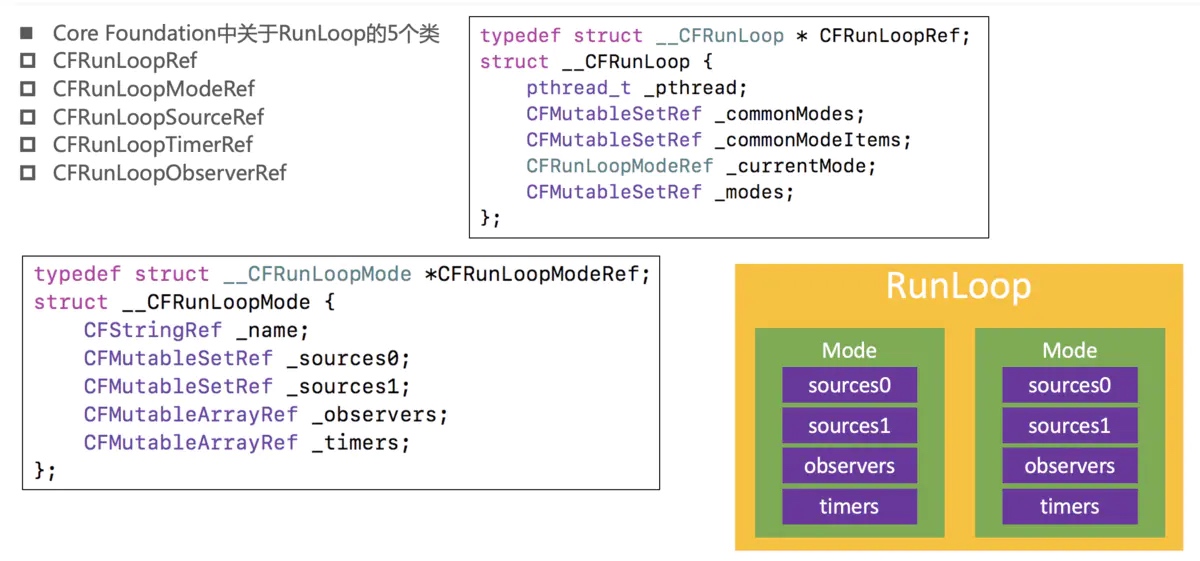 Core Foundation中关于RunLoop的5个类
CFRunLoopRef
CFRunLoopModeRef
CFRunLoopSourceRef
CFRunLoopTimerRef
CFRunLoopObserverRef
typedef struct __CFRunLoop * CFRunLoopRef;
struct __CFRunLoop {
    pthread_t _pthread;
    CFMutableSetRef _commonModes;
    CFMutableSetRef _commonModeItems;
    CFRunLoopModeRef _currentMode;
    CFMutableSetRef _modes;
};
typedef struct __CFRunLoopMode *CFRunLoopModeRef;
struct __CFRunLoopMode {
    CFStringRef _name;
    CFMutableSetRef _sources0;
    CFMutableSetRef _sources1;
    CFMutableArrayRef _observers;
    CFMutableArrayRef _timers;
};
RunLoop
Mode
sources0
sources1
observers
timers
Mode
sources0
sources1
observers
timers